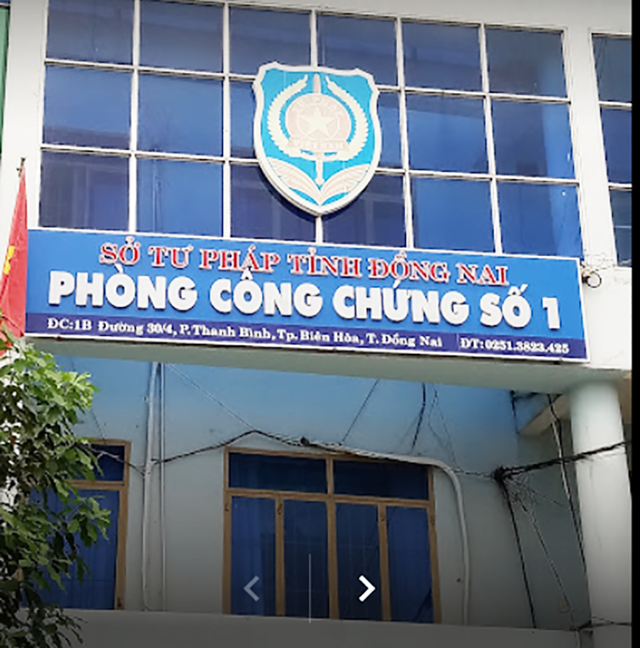 SỞ TƯ PHÁP TỈNH ĐỒNG NAI
PHÒNG CÔNG CHỨNG SỐ 1
ĐC:1B Đường 30/4, P.Thanh Bình, Tp. Biên Hòa, T. Đồng Nai ĐT: 0251.3823.425